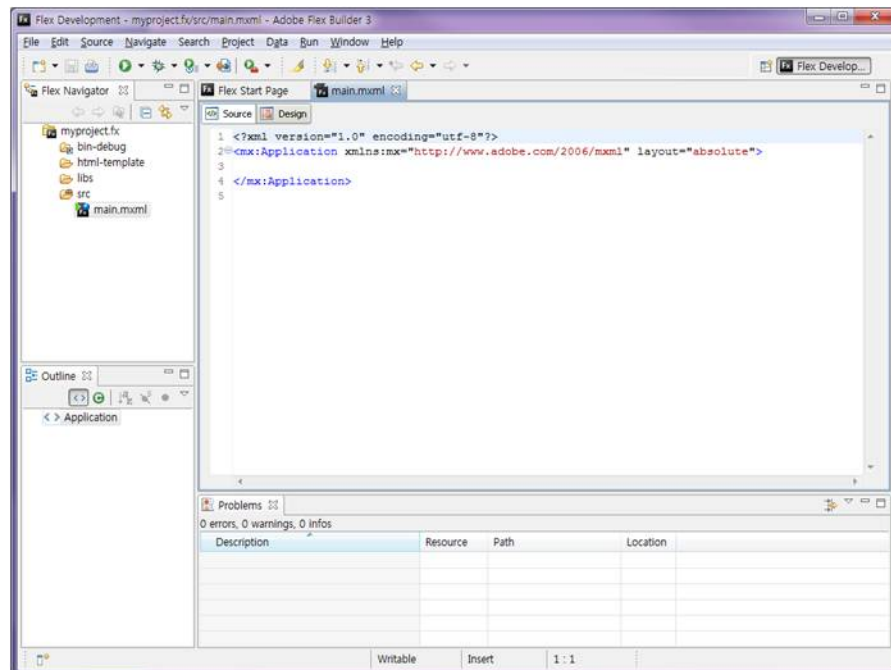 Flex Development - myproject.fx/src/main.mxml - Adobe Flex Builder 3
File Edit Source Navigate Search Project Data Run Window Help
Flex Develop...
Flex Navigator
myproject.fx
bin-debug
html-template
libs
src
main.mxml
Flex Start Page main.mxml
Source Design
1 <?xml version="1.0" encoding="utf-8"?>
2 <mx:Application xmlns:mx="http://www.adobe.com/2006/mxml" layout="absolute">
3
4 </mx:Application>
5
Outline
< > Application
Problems
0 errors, 0 warnings, 0 infos
Description Resource Path Location
Writable Insert 1 : 1